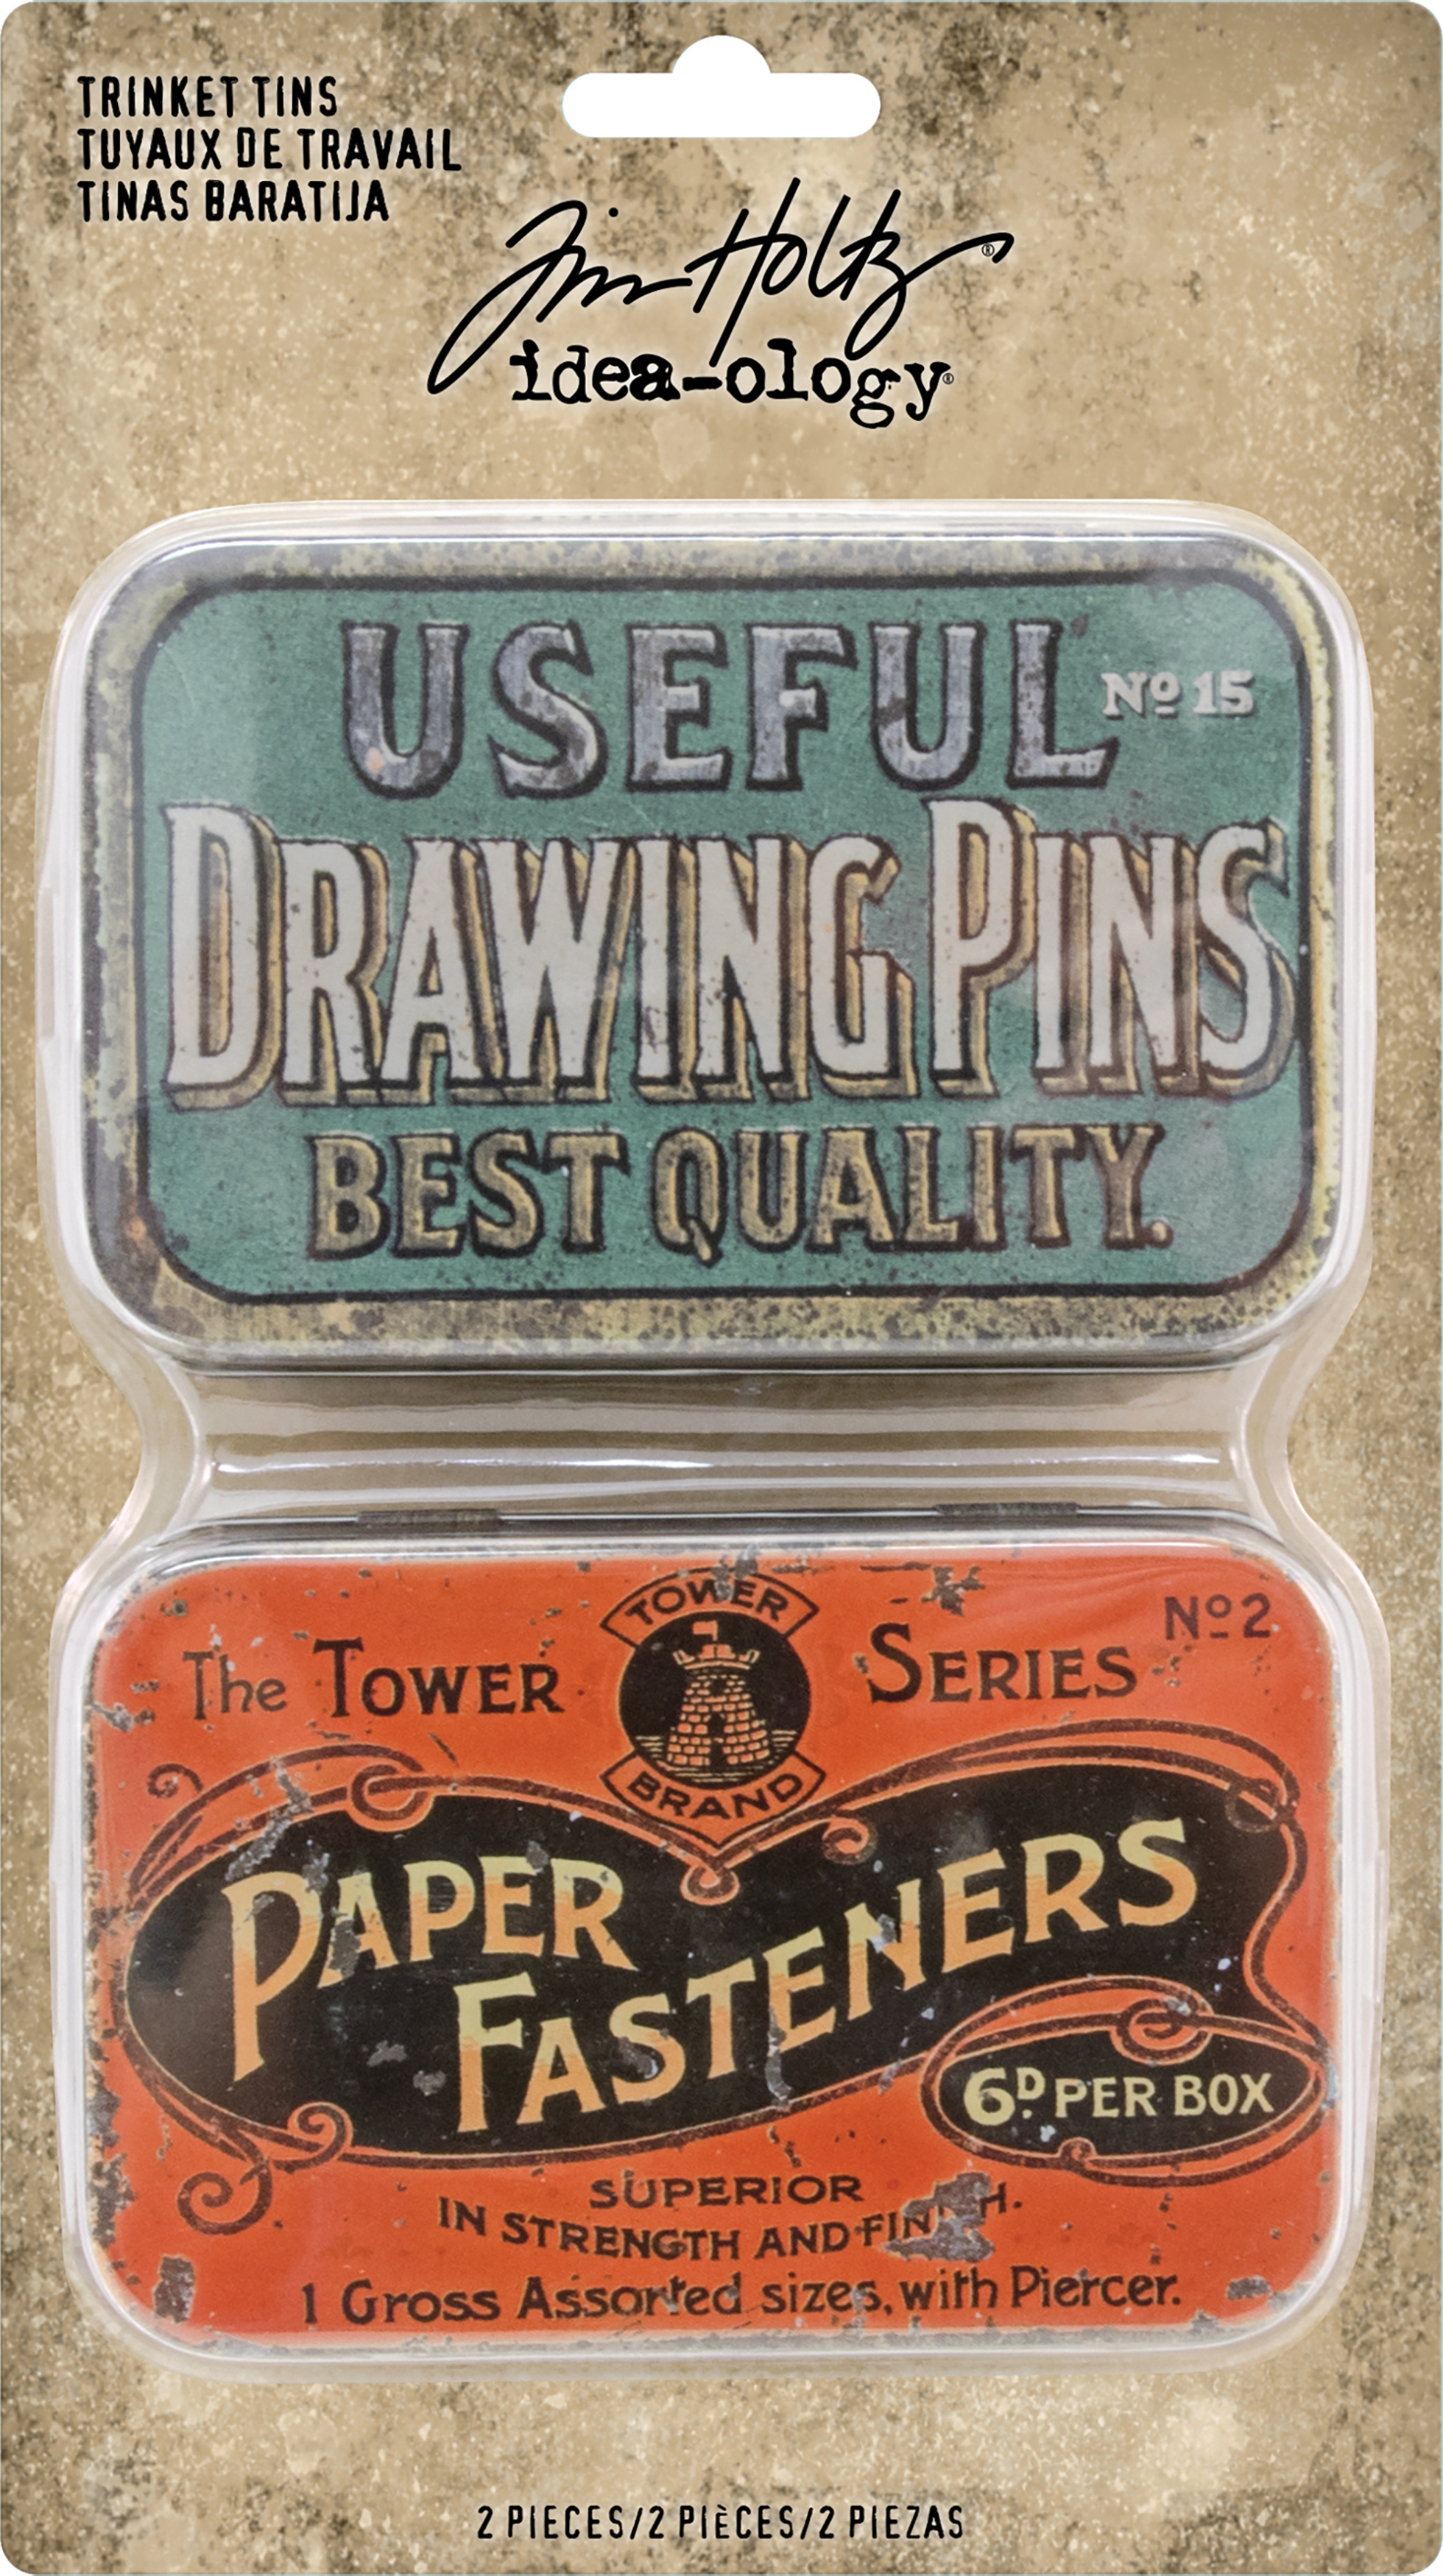 TRINKET TINS
TUYAUX DE TRAVAIL
TINAS BARATIJA
Tim Holtz®
idea-ology®
USEFUL
Nº 15
DRAWING PINS
BEST QUALITY.
TOWER
The TOWER
SERIES
Nº 2
BRAND
PAPER
FASTENERS
6D. PER BOX
SUPERIOR
IN STRENGTH AND
1 Gross Assorted sizes, with Piercer.
2 PIECES/2 PIÈCES/2 PIEZAS